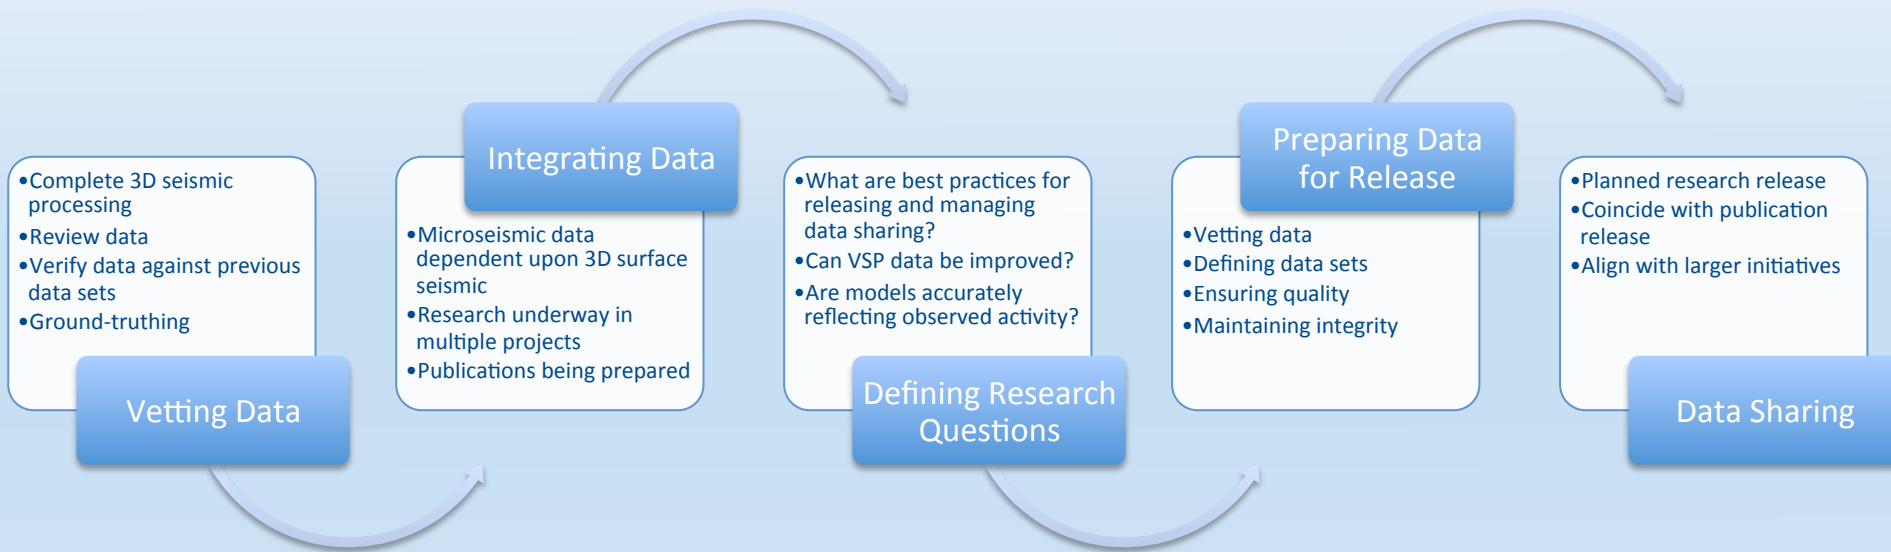 •Complete 3D seismic
processing
•Review data
•Verify data against previous
data sets
•Ground-truthing
Vetting Data
Integrating Data
•Microseismic data
dependent upon 3D surface
seismic
•Research underway in
multiple projects
•Publications being prepared
•What are best practices for
releasing and managing
data sharing?
•Can VSP data be improved?
•Are models accurately
reflecting observed activity?
Defining Research
Questions
Preparing Data
for Release
•Vetting data
•Defining data sets
•Ensuring quality
•Maintaining integrity
•Planned research release
•Coincide with publication
release
•Align with larger initiatives
Data Sharing